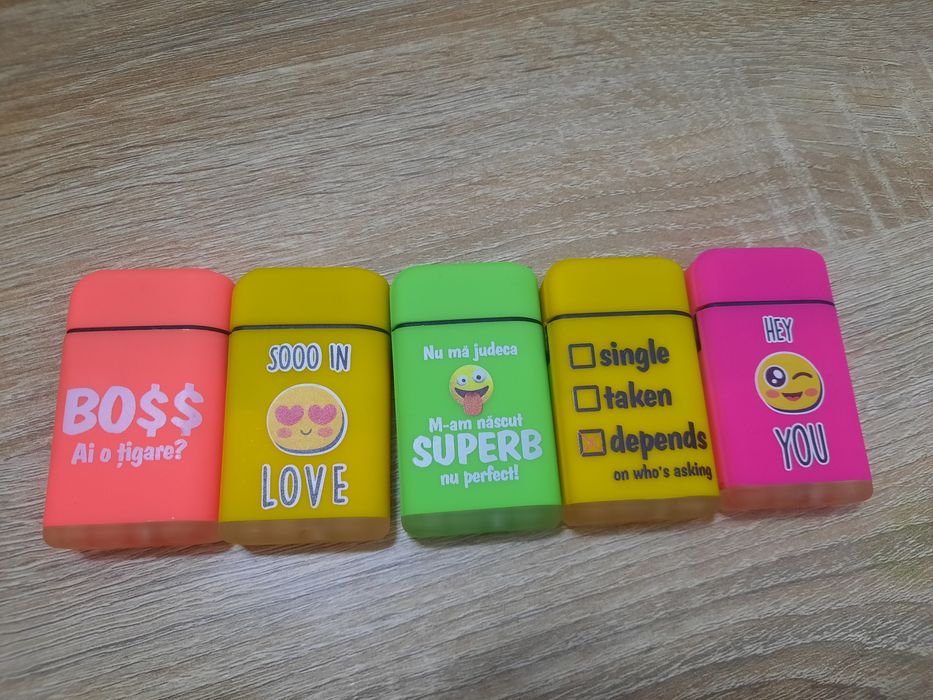 BO$$
Ai o țigare?
SOOO IN
LOVE
Nu mă judeca
M-am născut
SUPERB
nu perfect!
single
taken
depends
on who's asking
HEY
YOU